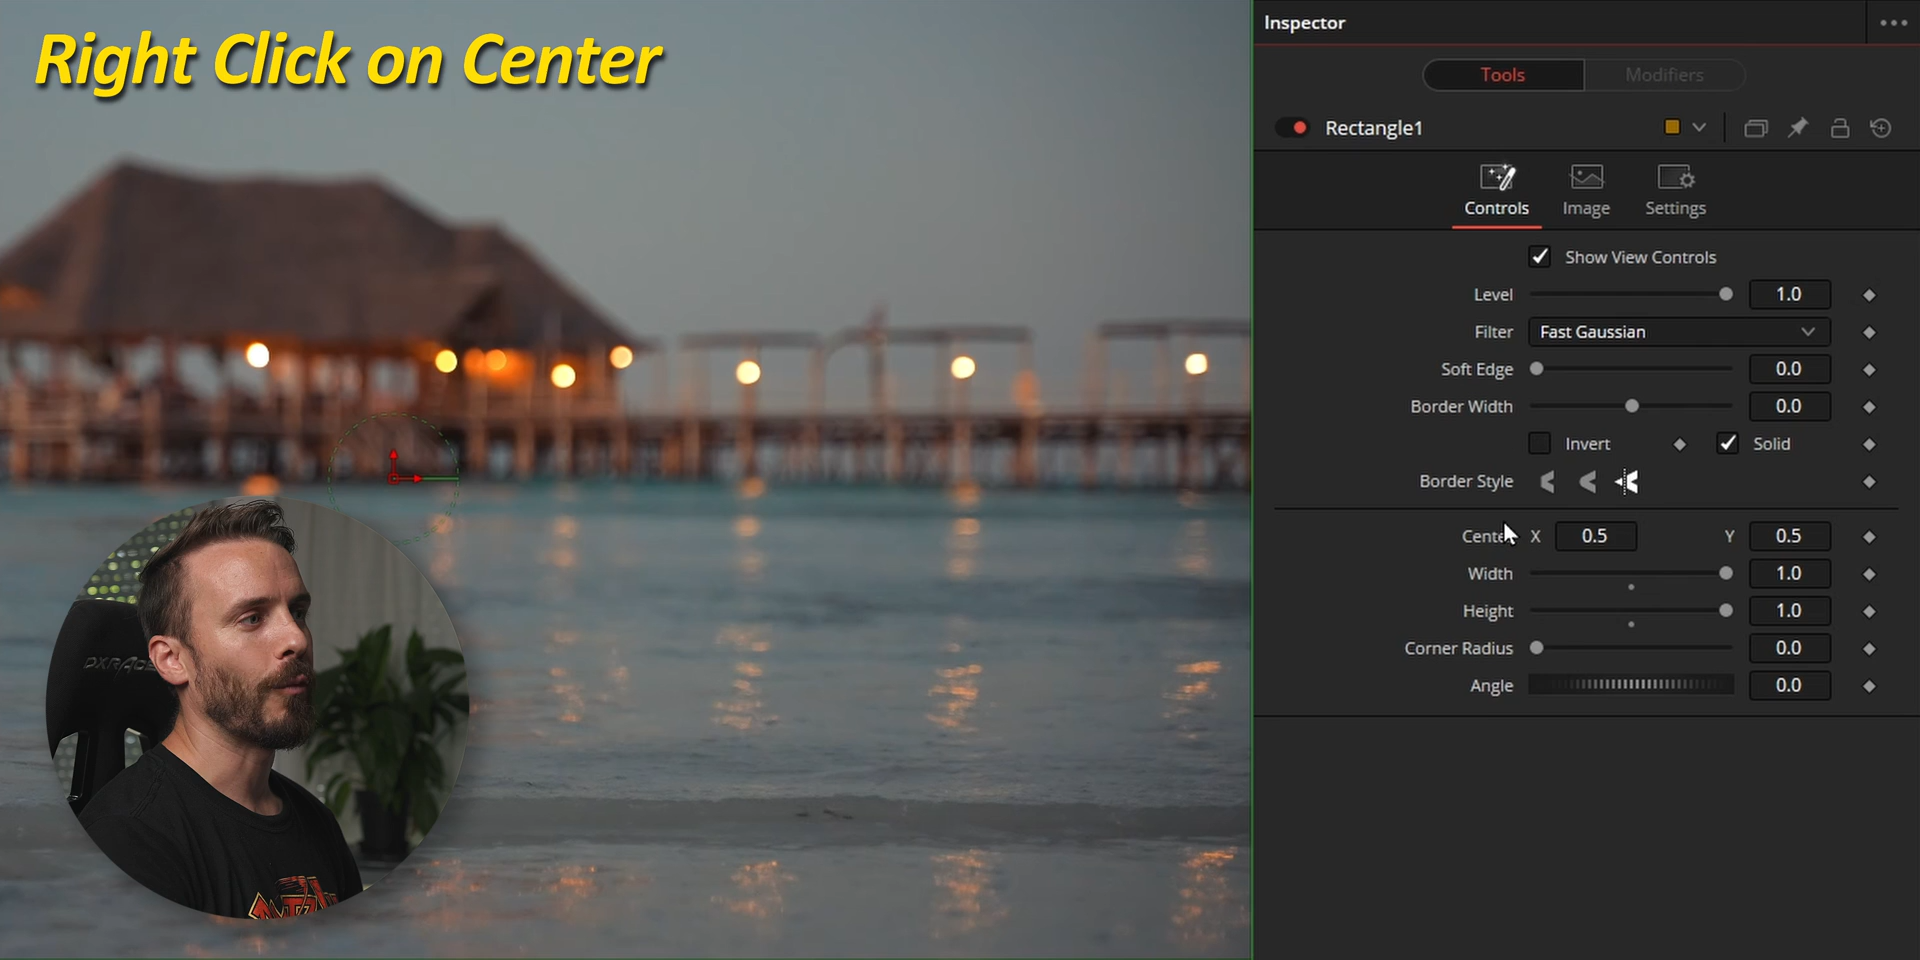 Right Click on Center
Inspector
Tools
Modifiers
Rectangle1
Controls
Image
Settings
Show View Controls
Level 1.0
Filter Fast Gaussian
Soft Edge 0.0
Border Width 0.0
Invert Solid
Border Style
X 0.5 Y 0.5
Width 1.0
Height 1.0
Corner Radius 0.0
Angle 0.0